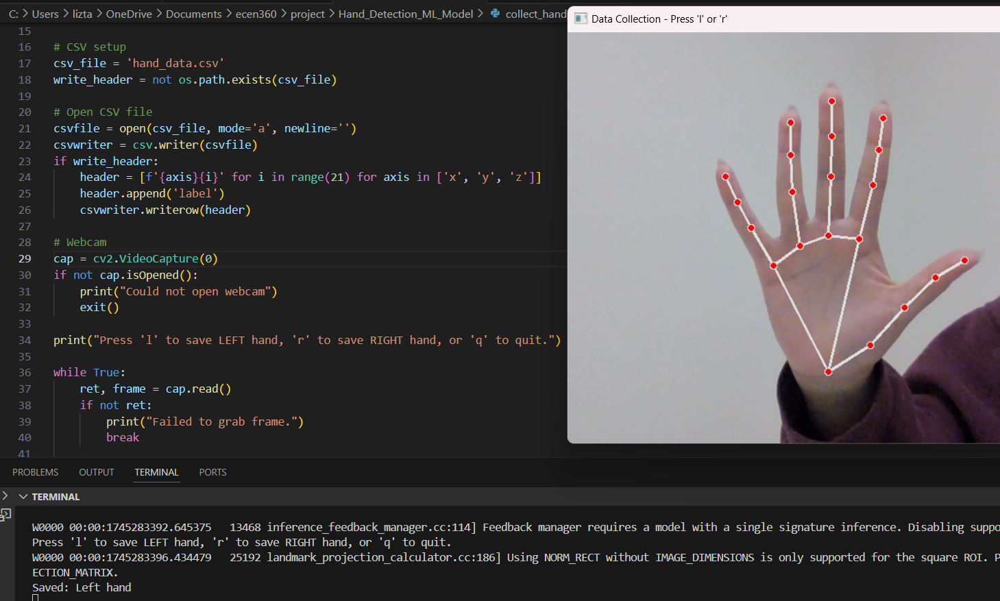 C: > Users > lizta > OneDrive > Documents > ecen360 > project > Hand_Detection_ML_Model > collect_hand
Data Collection - Press 'l' or 'r'
15
16 # CSV setup
17 csv_file = 'hand_data.csv'
18 write_header = not os.path.exists(csv_file)
19
20 # Open CSV file
21 csvfile = open(csv_file, mode='a', newline='')
22 csvwriter = csv.writer(csvfile)
23 if write_header:
24     header = [f'{axis}{i}' for i in range(21) for axis in ['x', 'y', 'z']]
25     header.append('label')
26     csvwriter.writerow(header)
27
28 # Webcam
29 cap = cv2.VideoCapture(0)
30 if not cap.isOpened():
31     print("Could not open webcam")
32     exit()
33
34 print("Press 'l' to save LEFT hand, 'r' to save RIGHT hand, or 'q' to quit.")
35
36 while True:
37     ret, frame = cap.read()
38     if not ret:
39         print("Failed to grab frame.")
40         break
41
PROBLEMS OUTPUT TERMINAL PORTS
TERMINAL
W0000 00:00:1745283392.645375   13468 inference_feedback_manager.cc:114] Feedback manager requires a model with a single signature inference. Disabling suppo
Press 'l' to save LEFT hand, 'r' to save RIGHT hand, or 'q' to quit.
W0000 00:00:1745283396.434479   25192 landmark_projection_calculator.cc:186] Using NORM_RECT without IMAGE_DIMENSIONS is only supported for the square ROI. P
ECTION_MATRIX.
Saved: Left hand